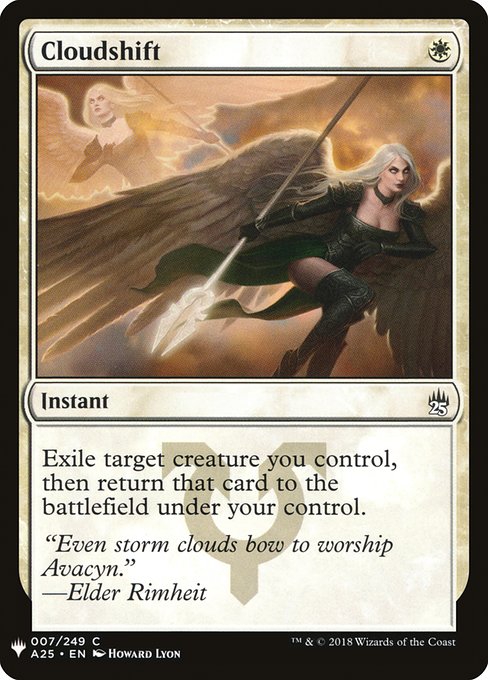 Cloudshift
Instant
25
Exile target creature you control,
then return that card to the
battlefield under your control.
“Even storm clouds bow to worship
Avacyn.”
—Elder Rimheit
007/249 C
A25 • EN Howard Lyon
™ & © 2018 Wizards of the Coast